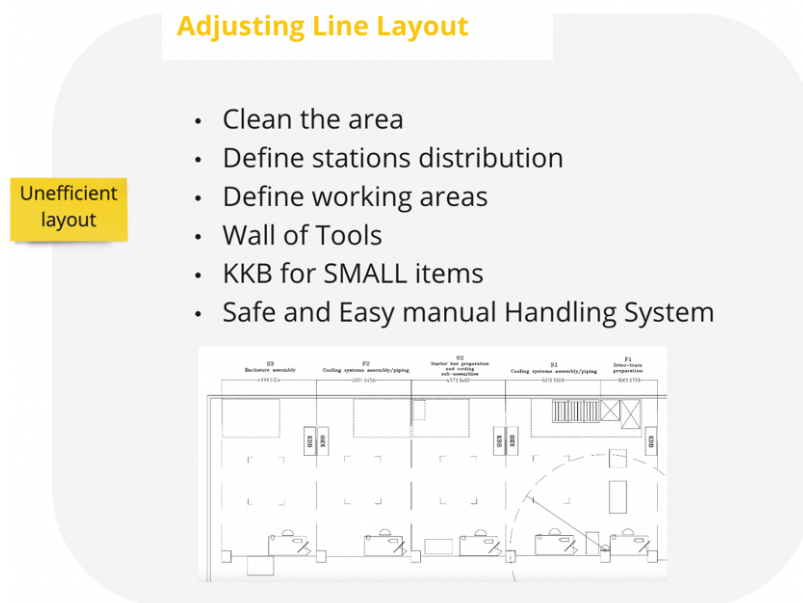 Adjusting Line Layout
Clean the area
Define stations distribution
Define working areas
Wall of Tools
KKB for SMALL items
Safe and Easy manual Handling System
Unefficient
layout
S3
Enclosure assembly
F2
Cooling systems assembly/piping
S2
Starter box preparation
and cooling
sub-assemblies
S1
Cooling systems assembly/piping
F1
Drive-train
preparation